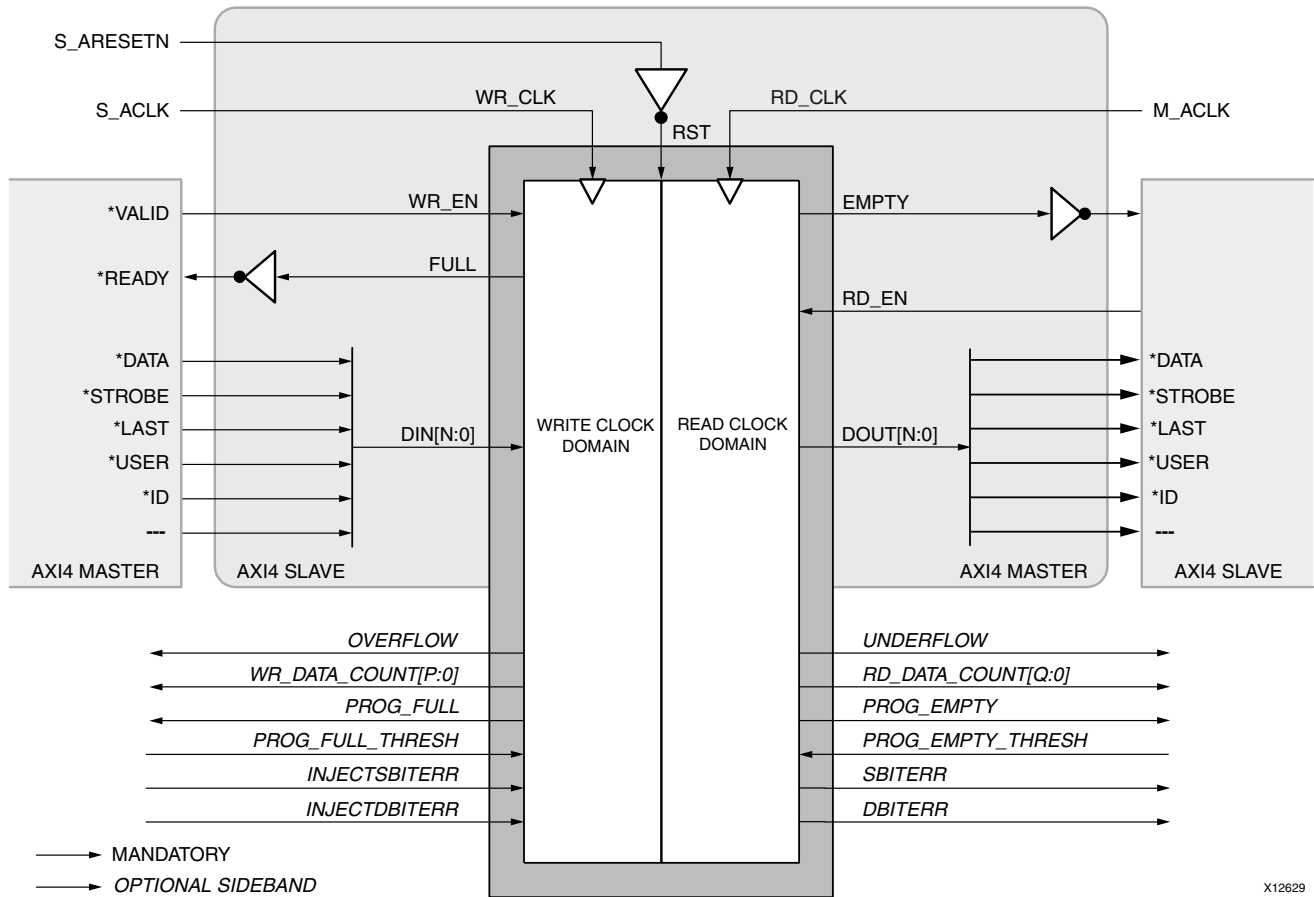 S_ARESETN
S_ACLK
WR_CLK
RD_CLK
M_ACLK
RST
*VALID
WR_EN
EMPTY
*READY
FULL
RD_EN
*DATA
*STROBE
*LAST
*USER
*ID
---
DIN[N:0]
WRITE CLOCK
DOMAIN
READ CLOCK
DOMAIN
DOUT[N:0]
*DATA
*STROBE
*LAST
*USER
*ID
---
AXI4 MASTER
AXI4 SLAVE
AXI4 MASTER
AXI4 SLAVE
OVERFLOW
WR_DATA_COUNT[P:0]
PROG_FULL
PROG_FULL_THRESH
INJECTSBITERR
INJECTDBITERR
UNDERFLOW
RD_DATA_COUNT[Q:0]
PROG_EMPTY
PROG_EMPTY_THRESH
SBITERR
DBITERR
MANDATORY
OPTIONAL SIDEBAND
X12629